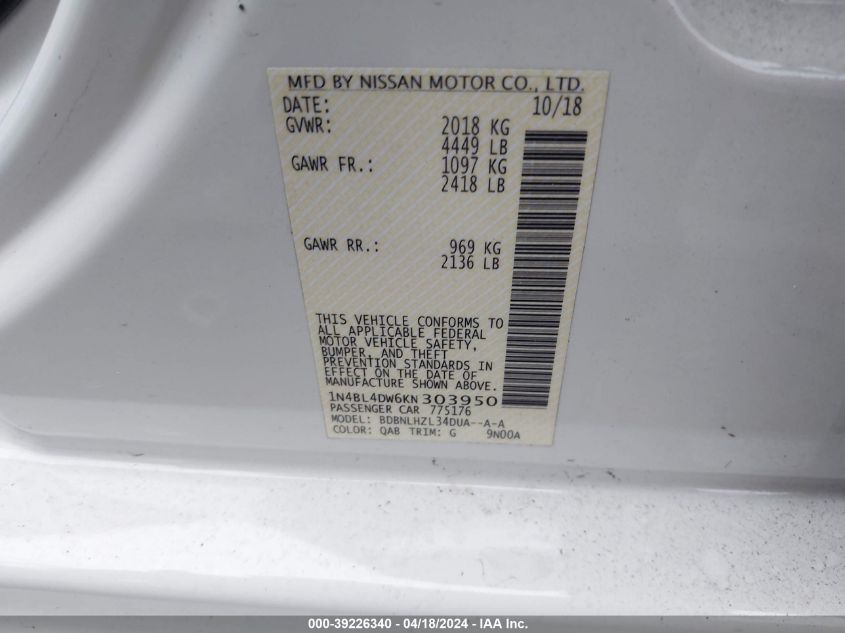 MFD BY NISSAN MOTOR CO., LTD.
DATE: 10/18
GVWR: 2018 KG
4449 LB
GAWR FR.: 1097 KG
2418 LB
GAWR RR.: 969 KG
2136 LB
THIS VEHICLE CONFORMS TO
ALL APPLICABLE FEDERAL
MOTOR VEHICLE SAFETY,
BUMPER, AND THEFT
PREVENTION STANDARDS IN
EFFECT ON THE DATE OF
MANUFACTURE SHOWN ABOVE.
1N4BL4DW6KN303950
PASSENGER CAR 775176
MODEL: BDBNLHZL34DUA--A-A
COLOR: QAB TRIM: G 9N00A
000-39226340 - 04/18/2024 - IAA Inc.